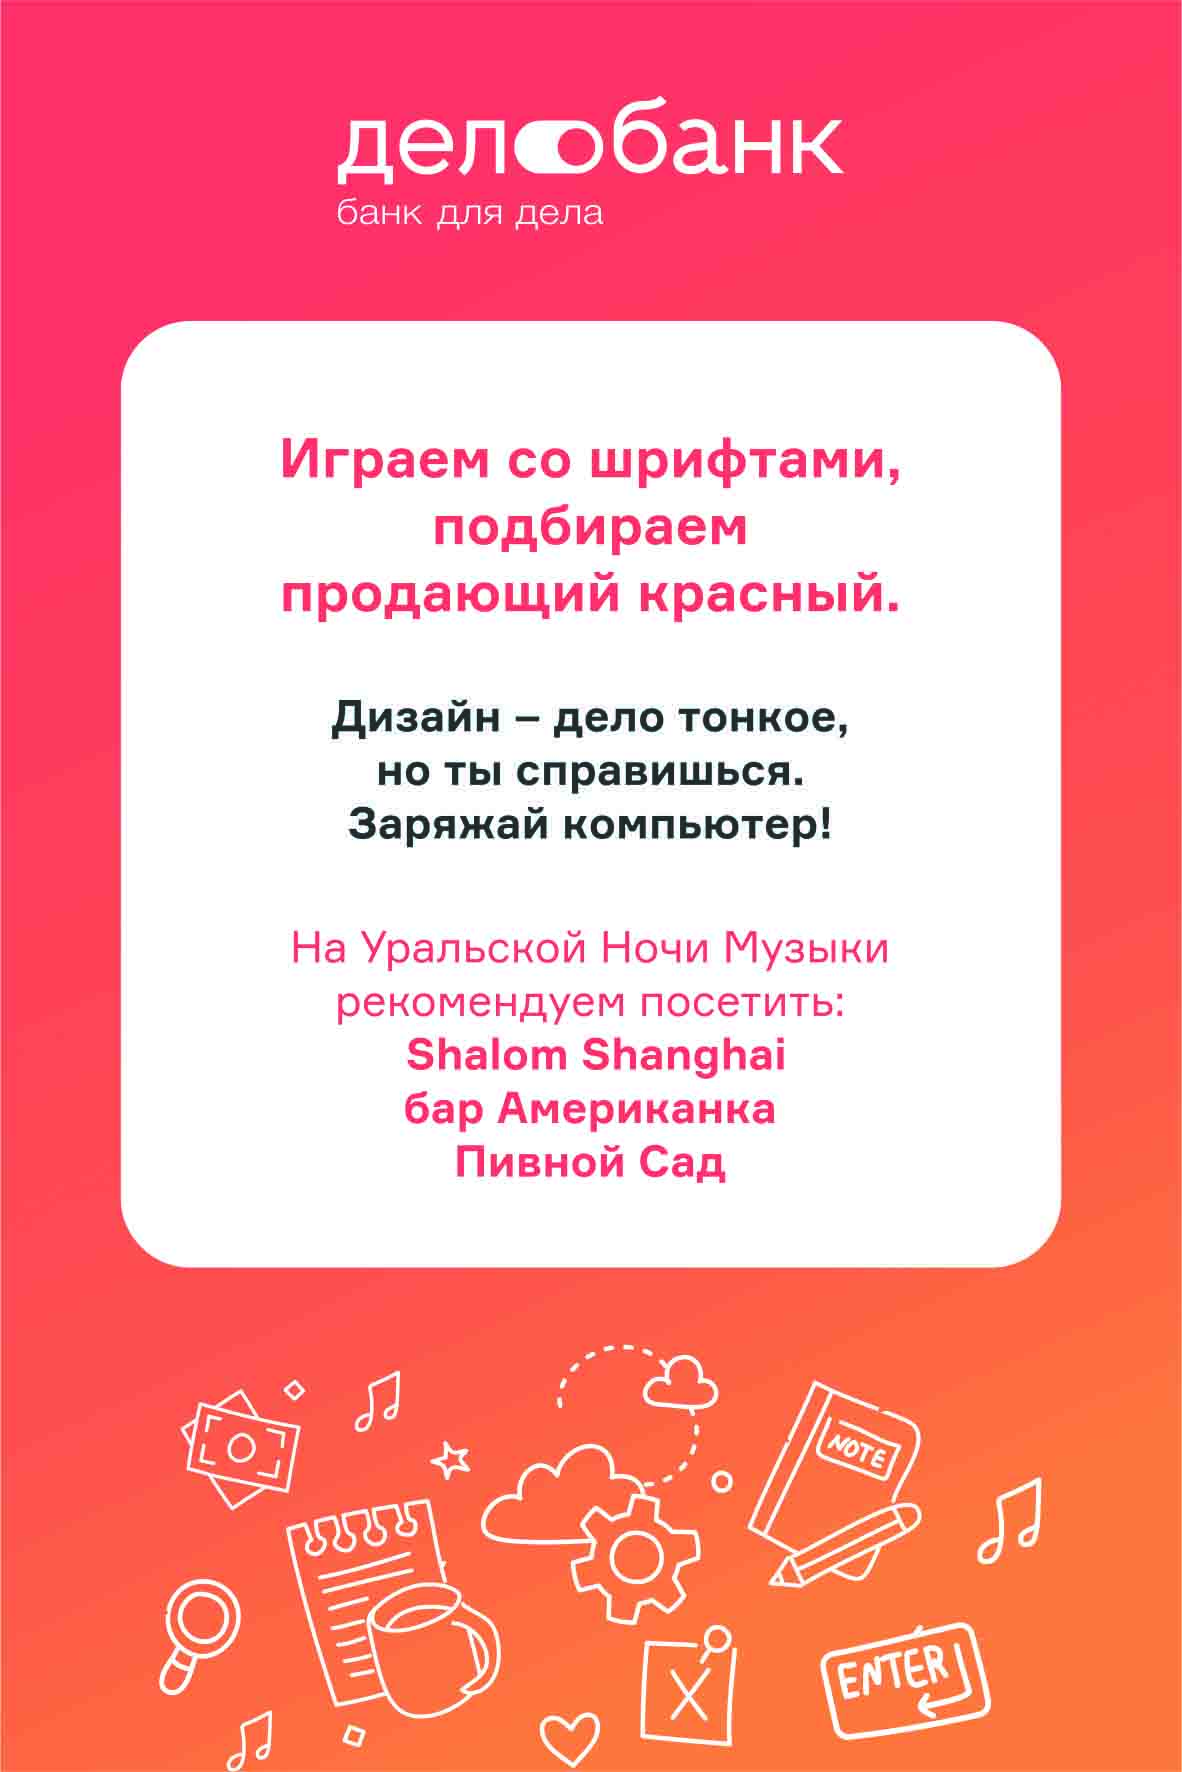 делобанк
банк для дела
Играем со шрифтами,
подбираем
продающий красный.
Дизайн – дело тонкое,
но ты справишься.
Заряжай компьютер!
На Уральской Ночи Музыки
рекомендуем посетить:
Shalom Shanghai
бар Американка
Пивной Сад
NOTE
X
ENTER